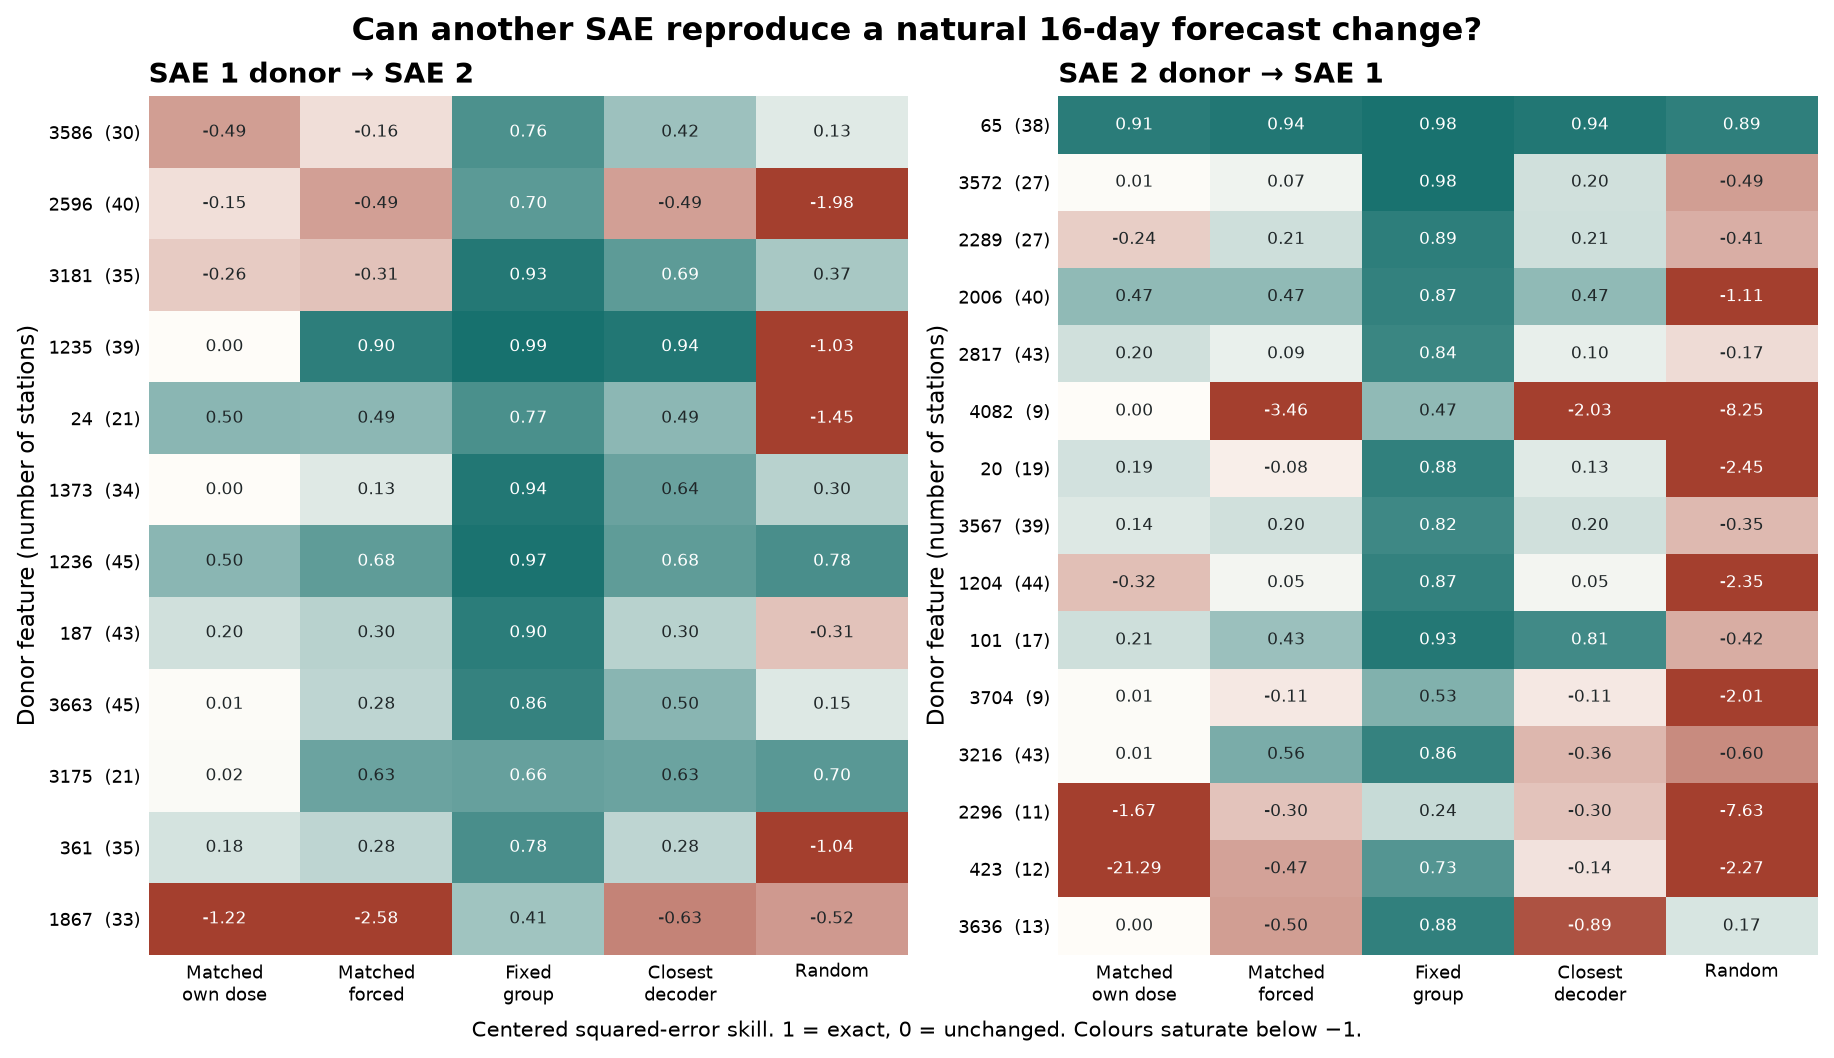 Can another SAE reproduce a natural 16-day forecast change?
SAE 1 donor → SAE 2
Donor feature (number of stations)
3586 (30) -0.49 -0.16 0.76 0.42 0.13
2596 (40) -0.15 -0.49 0.70 -0.49 -1.98
3181 (35) -0.26 -0.31 0.93 0.69 0.37
1235 (39) 0.00 0.90 0.99 0.94 -1.03
24 (21) 0.50 0.49 0.77 0.49 -1.45
1373 (34) 0.00 0.13 0.94 0.64 0.30
1236 (45) 0.50 0.68 0.97 0.68 0.78
187 (43) 0.20 0.30 0.90 0.30 -0.31
3663 (45) 0.01 0.28 0.86 0.50 0.15
3175 (21) 0.02 0.63 0.66 0.63 0.70
361 (35) 0.18 0.28 0.78 0.28 -1.04
1867 (33) -1.22 -2.58 0.41 -0.63 -0.52
Matched Matched Fixed Closest Random
own dose forced group decoder
SAE 2 donor → SAE 1
Donor feature (number of stations)
65 (38) 0.91 0.94 0.98 0.94 0.89
3572 (27) 0.01 0.07 0.98 0.20 -0.49
2289 (27) -0.24 0.21 0.89 0.21 -0.41
2006 (40) 0.47 0.47 0.87 0.47 -1.11
2817 (43) 0.20 0.09 0.84 0.10 -0.17
4082 (9) 0.00 -3.46 0.47 -2.03 -8.25
20 (19) 0.19 -0.08 0.88 0.13 -2.45
3567 (39) 0.14 0.20 0.82 0.20 -0.35
1204 (44) -0.32 0.05 0.87 0.05 -2.35
101 (17) 0.21 0.43 0.93 0.81 -0.42
3704 (9) 0.01 -0.11 0.53 -0.11 -2.01
3216 (43) 0.01 0.56 0.86 -0.36 -0.60
2296 (11) -1.67 -0.30 0.24 -0.30 -7.63
423 (12) -21.29 -0.47 0.73 -0.14 -2.27
3636 (13) 0.00 -0.50 0.88 -0.89 0.17
Matched Matched Fixed Closest Random
own dose forced group decoder
Centered squared-error skill. 1 = exact, 0 = unchanged. Colours saturate below −1.